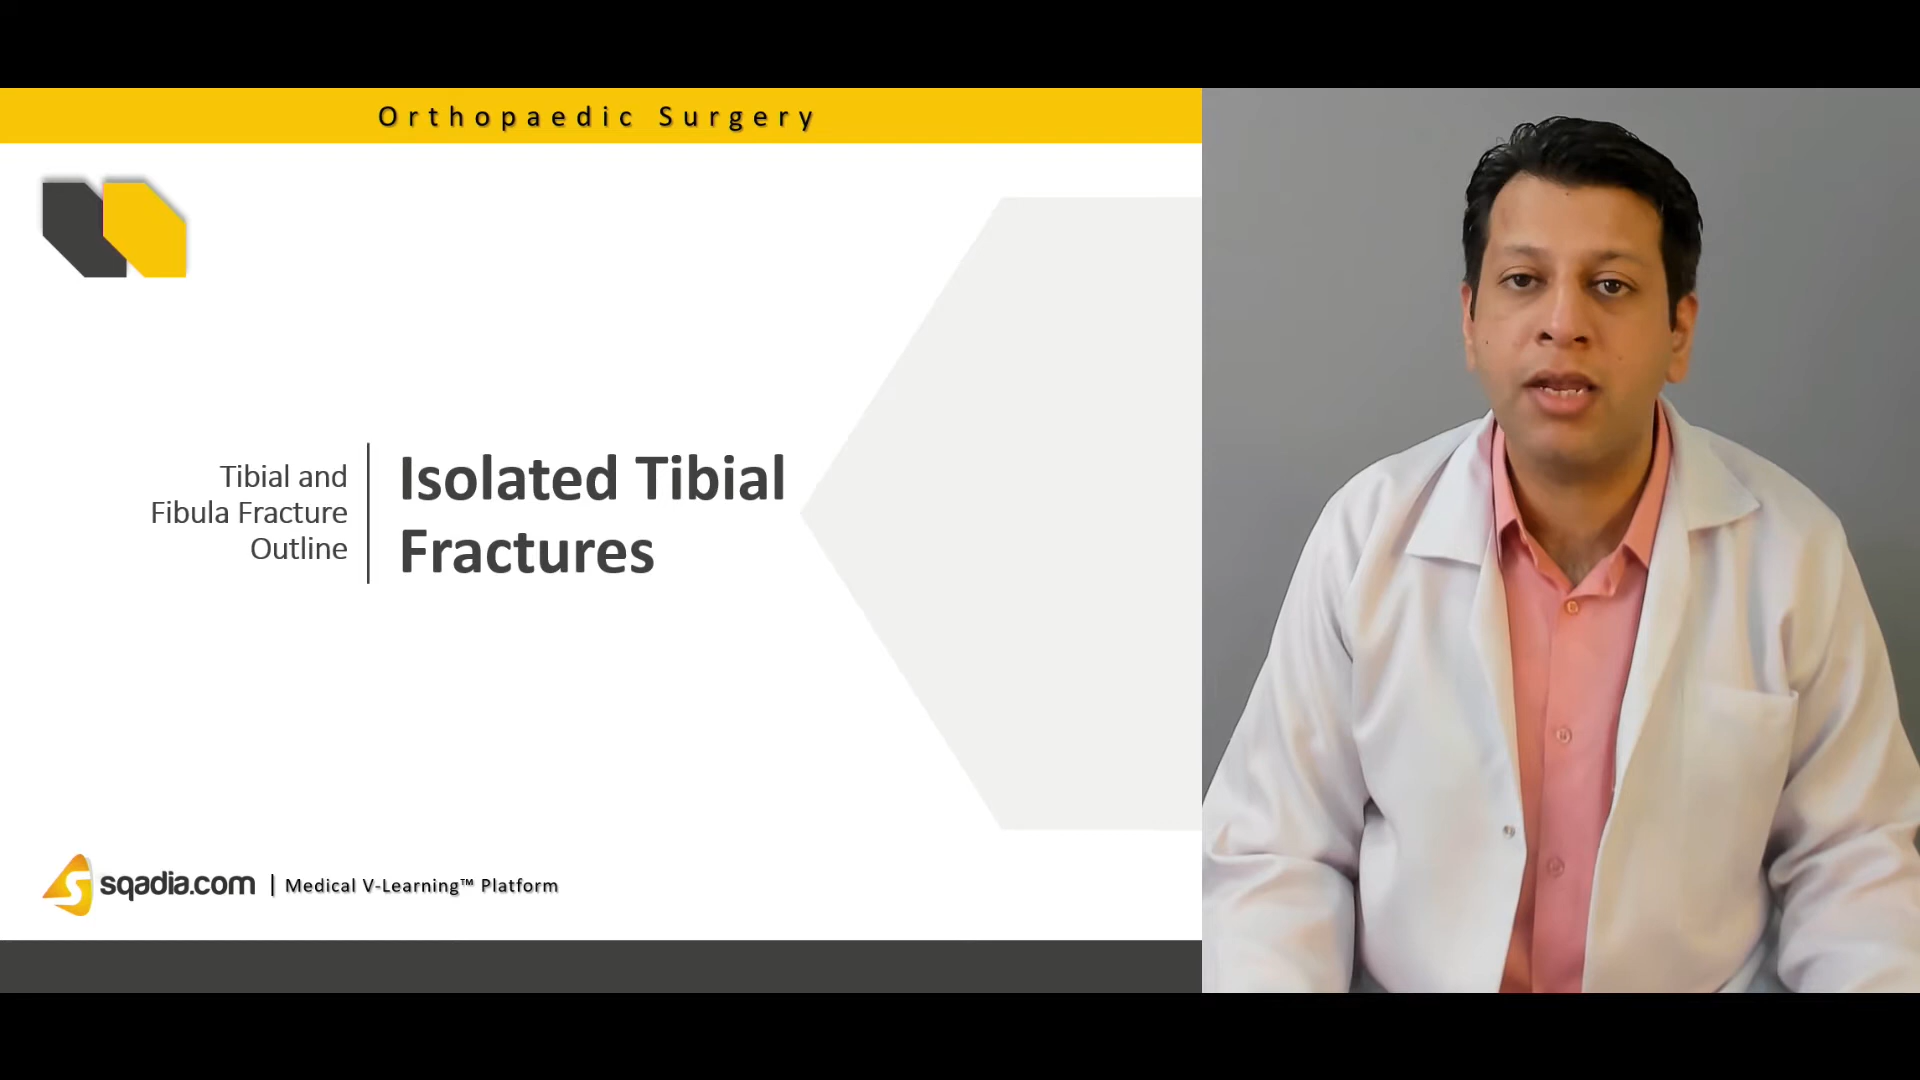 Orthopaedic Surgery
Tibial and
Fibula Fracture
Outline
Isolated Tibial
Fractures
sqadia.com | Medical V-Learning™ Platform